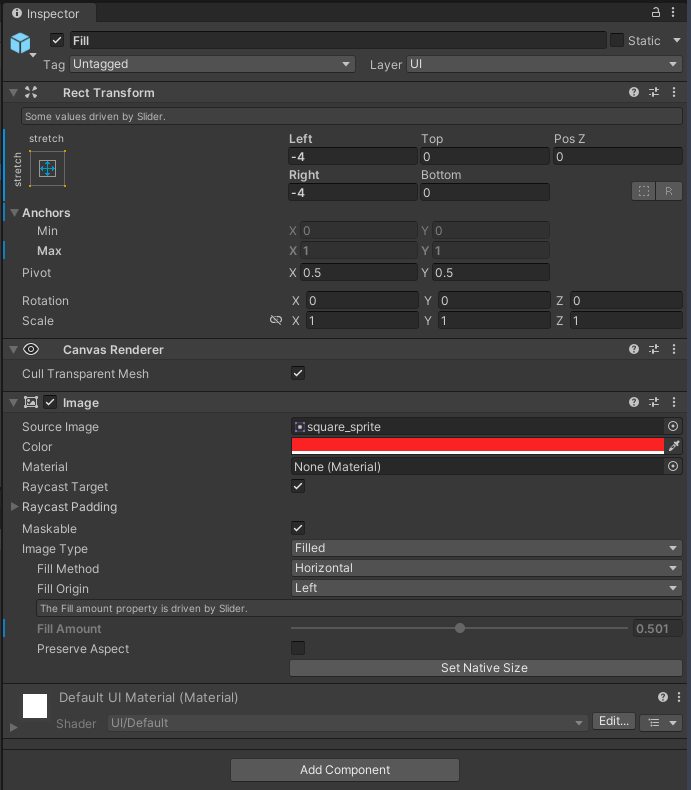 Inspector
Fill Static
Tag Untagged Layer UI
Rect Transform
Some values driven by Slider.
stretch Left Top Pos Z
stretch -4 0 0
Right Bottom
-4 0 R
Anchors
Min X 0 Y 0
Max X 1 Y 1
Pivot X 0.5 Y 0.5
Rotation X 0 Y 0 Z 0
Scale X 1 Y 1 Z 1
Canvas Renderer
Cull Transparent Mesh
Image
Source Image square_sprite
Color
Material None (Material)
Raycast Target
Raycast Padding
Maskable
Image Type Filled
Fill Method Horizontal
Fill Origin Left
The Fill amount property is driven by Slider.
Fill Amount 0.501
Preserve Aspect
Set Native Size
Default UI Material (Material)
Shader UI/Default Edit...
Add Component